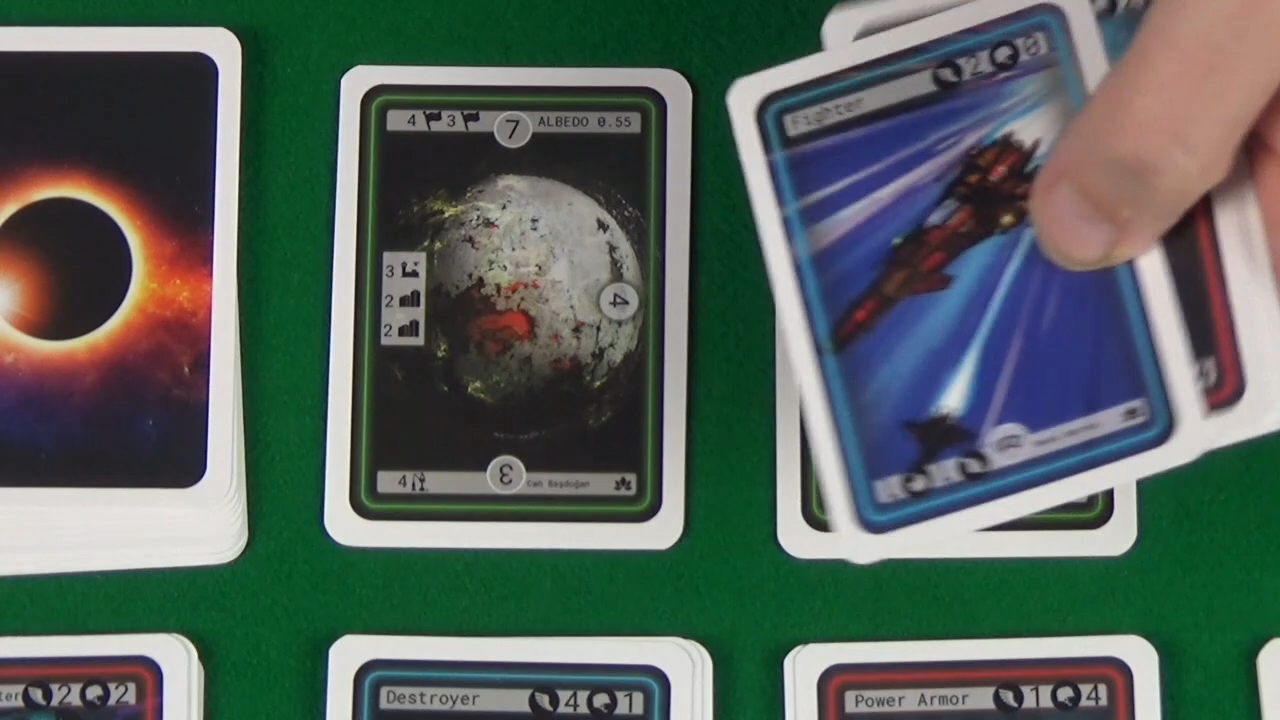 4 3 7 ALBEDO 0.55
3
2
2
4
4 3 Can Başdoğan
Fighter 2 0
ter 2 2
Destroyer 4 1
Power Armor 1 4